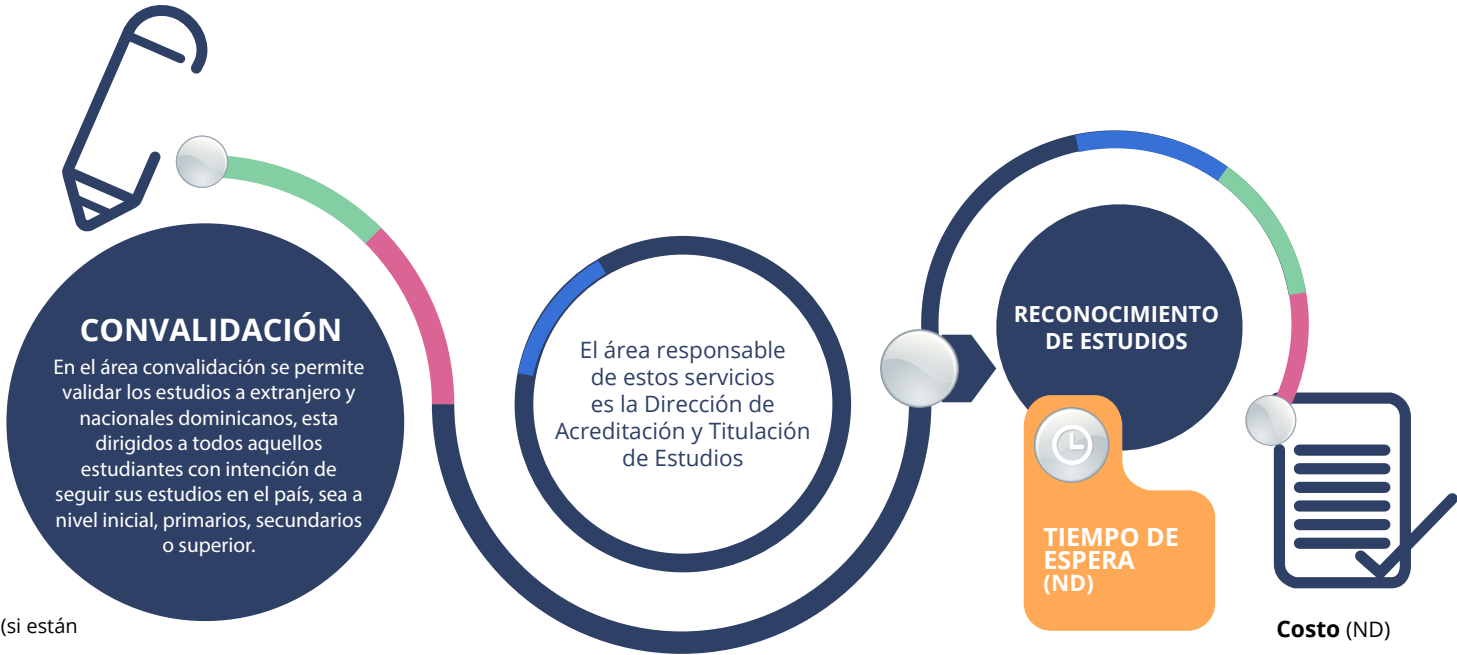 CONVALIDACIÓN
En el área convalidación se permite
validar los estudios a extranjero y
nacionales dominicanos, esta
dirigidos a todos aquellos
estudiantes con intención de
seguir sus estudios en el país, sea a
nivel inicial, primarios, secundarios
o superior.
(si están
El área responsable
de estos servicios
es la Dirección de
Acreditación y Titulación
de Estudios
RECONOCIMIENTO
DE ESTUDIOS
TIEMPO DE
ESPERA
(ND)
Costo (ND)